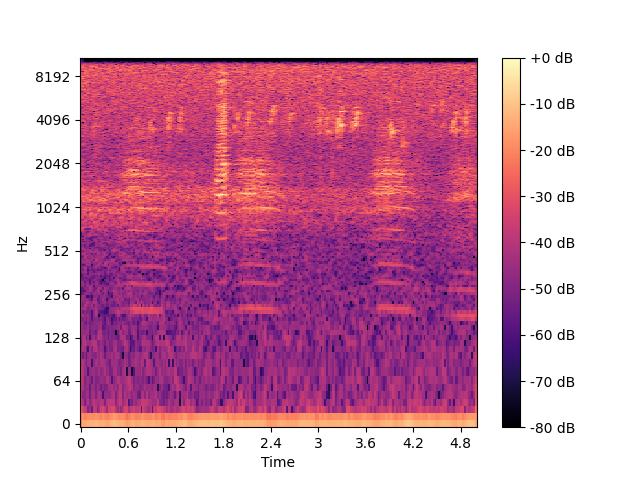 8192
4096
2048
1024
512
256
128
64
0
Hz
0 0.6 1.2 1.8 2.4 3 3.6 4.2 4.8
Time
+0 dB
-10 dB
-20 dB
-30 dB
-40 dB
-50 dB
-60 dB
-70 dB
-80 dB